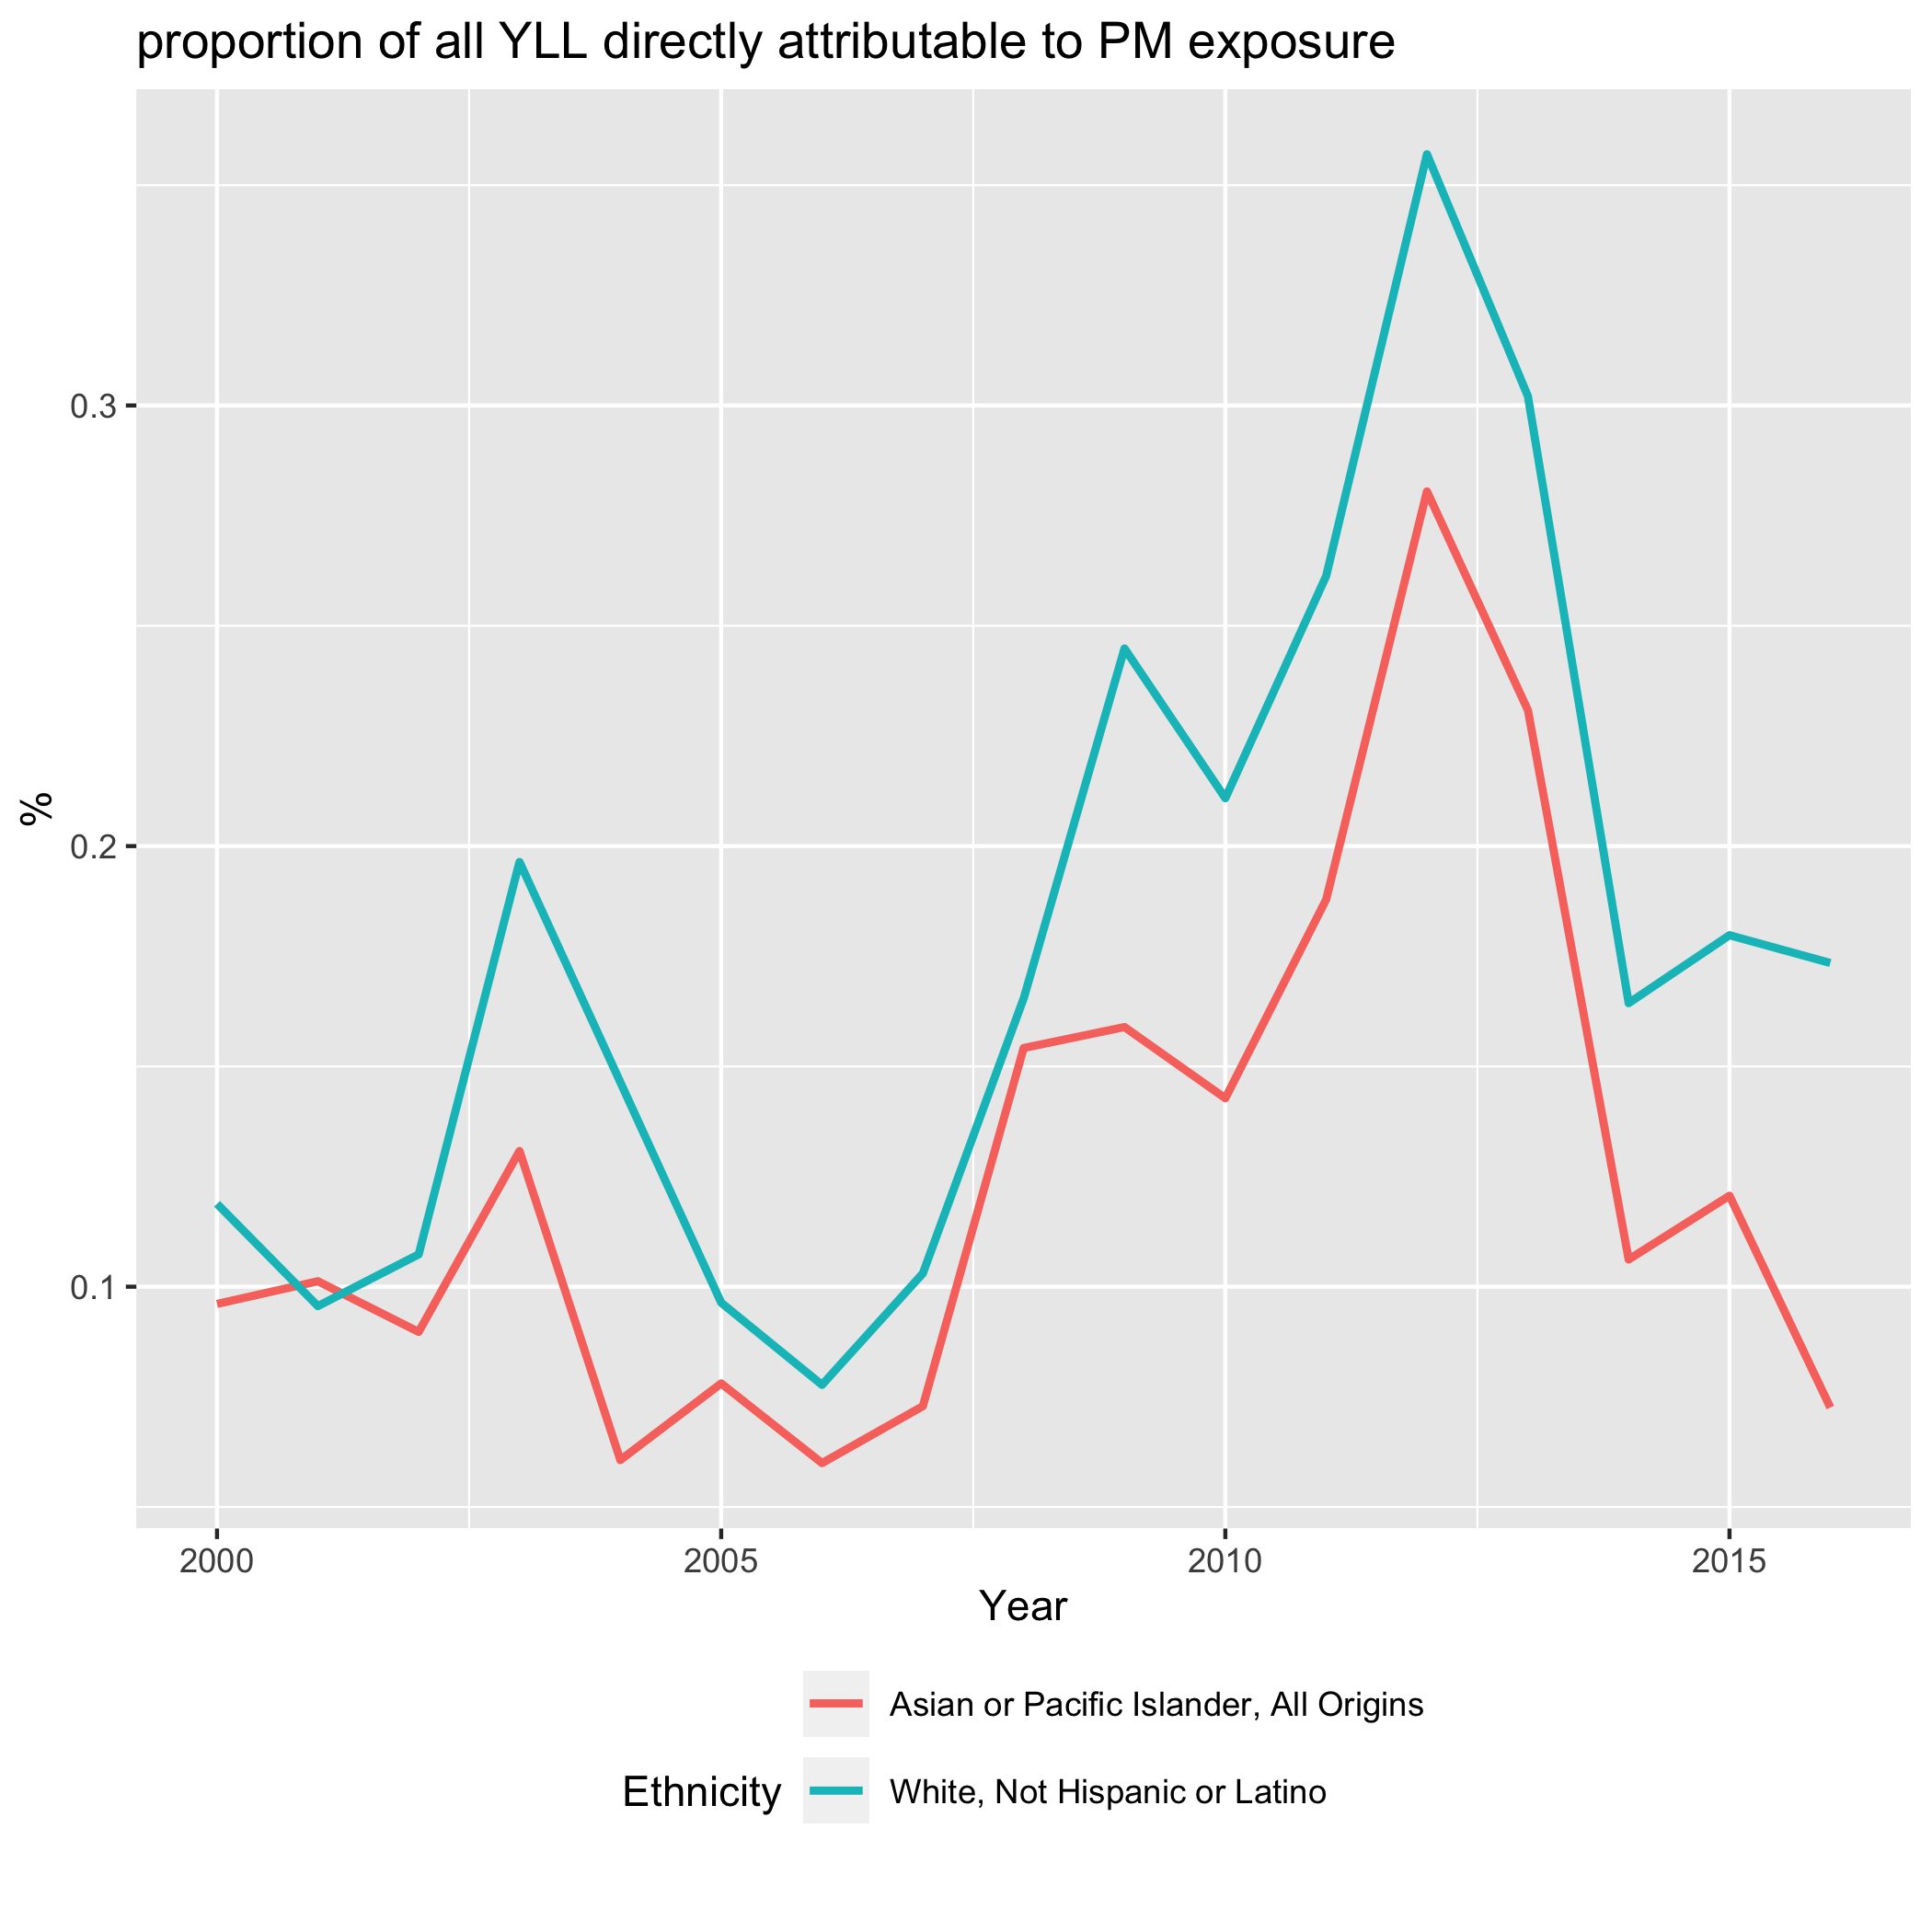 proportion of all YLL directly attributable to PM exposure
%
0.3
0.2
0.1
2000 2005 2010 2015
Year
Ethnicity
Asian or Pacific Islander, All Origins
White, Not Hispanic or Latino